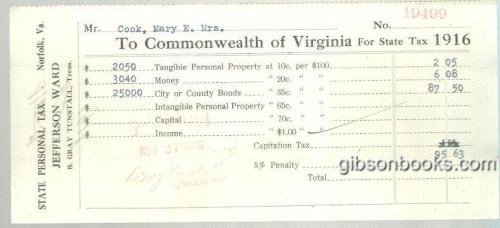 19499
Mr. Cook, Mary E. Mrs. No.
To Commonwealth of Virginia For State Tax 1916
$ 2050 Tangible Personal Property at 10c. per $100 2 05
$ 3040 Money " 20c. " " 6 08
$ 25000 City or County Bonds " 35c. " " 87 50
$ Intangible Personal Property " 65c. " "
$ Capital " 70c. " "
$ Income " $1.00 "
Capitation Tax
95 63
5% Penalty
Total
NOV 27 1916
STATE PERSONAL TAX Norfolk, Va.
JEFFERSON WARD
B. GRAY TUNSTALL, Treas.
gibsonbooks.com